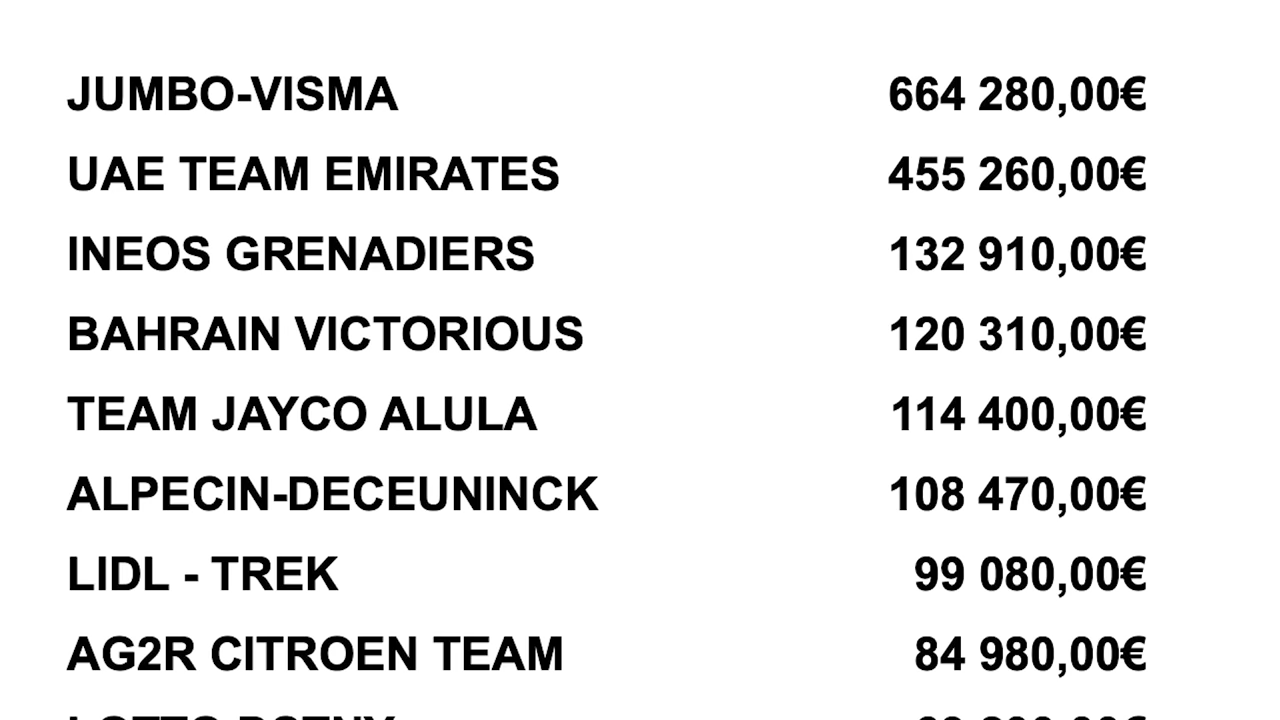 JUMBO-VISMA 664 280,00€
UAE TEAM EMIRATES 455 260,00€
INEOS GRENADIERS 132 910,00€
BAHRAIN VICTORIOUS 120 310,00€
TEAM JAYCO ALULA 114 400,00€
ALPECIN-DECEUNINCK 108 470,00€
LIDL - TREK 99 080,00€
AG2R CITROEN TEAM 84 980,00€